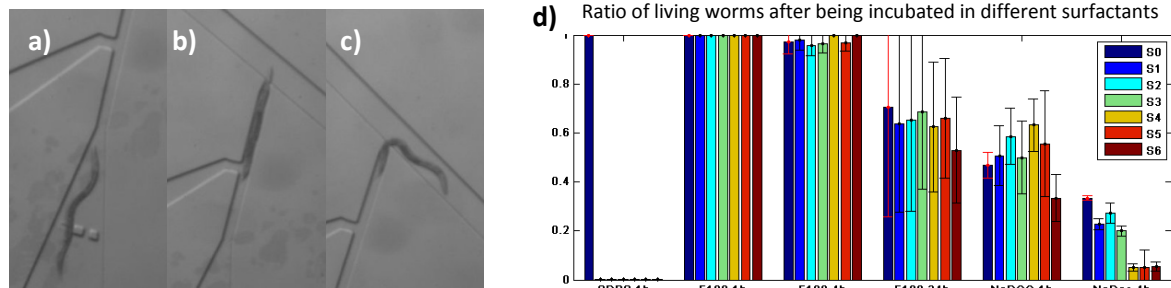 a)
b)
c)
d)
Ratio of living worms after being incubated in different surfactants
1
0.8
0.6
0.4
0.2
0
S0
S1
S2
S3
S4
S5
S6